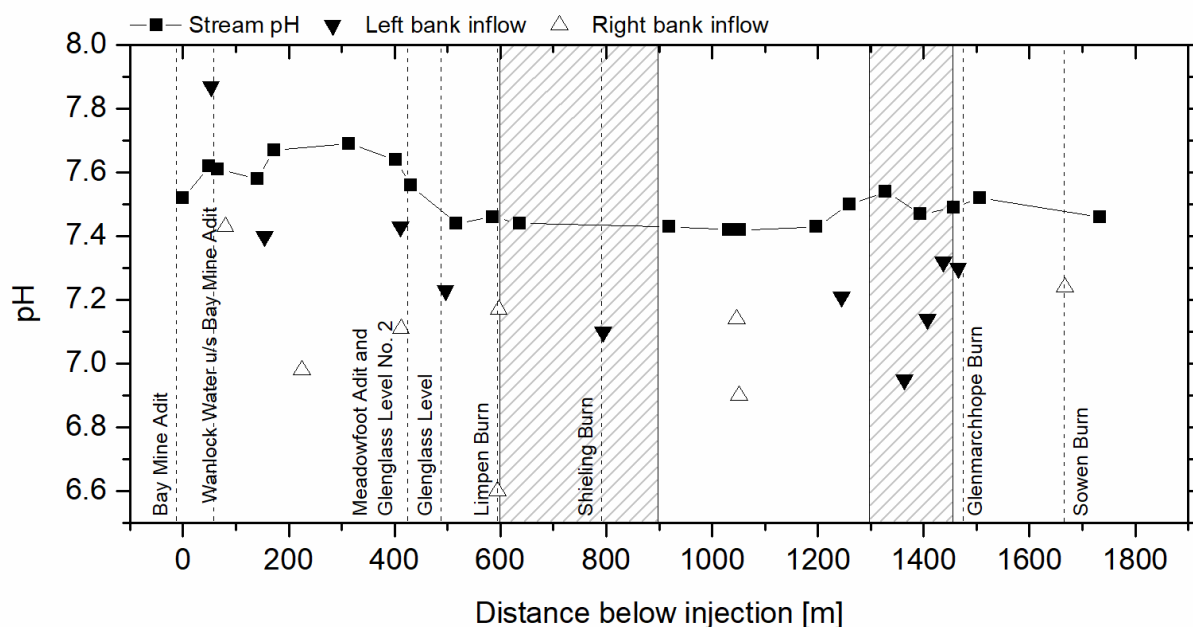 Stream pH
Left bank inflow
Right bank inflow
8.0
7.8
7.6
7.4
7.2
7.0
6.8
6.6
pH
Bay Mine Adit
Wanlock Water u/s Bay Mine Adit
Meadowfoot Adit and
Glenglass Level No. 2
Glenglass Level
Limpen Burn
Shieling Burn
Glenmarchhope Burn
Sowen Burn
0
200
400
600
800
1000
1200
1400
1600
1800
Distance below injection [m]